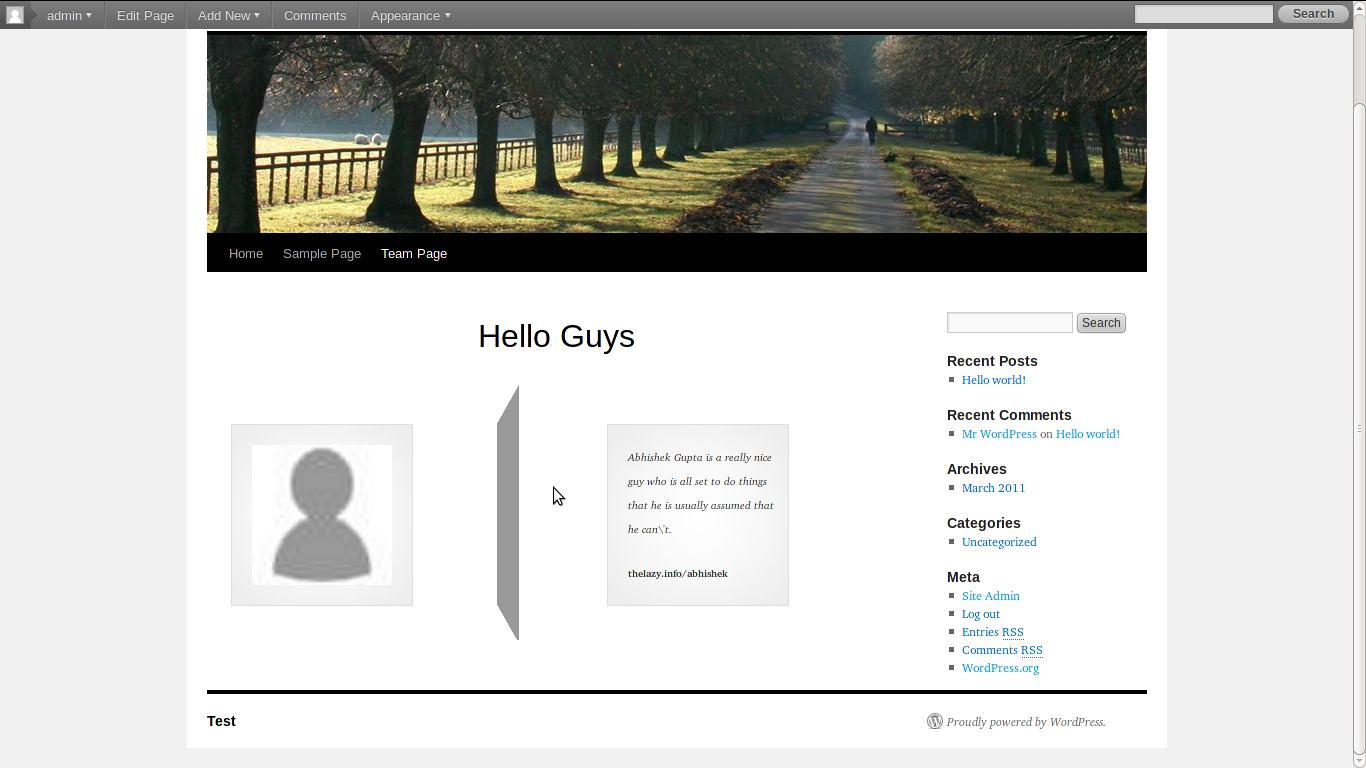 admin Edit Page Add New Comments Appearance Search
Home Sample Page Team Page
Hello Guys
Abhishek Gupta is a really nice
guy who is all set to do things
that he is usually assumed that
he can\'t.
thelazy.info/abhishek
Search
Recent Posts
Hello world!
Recent Comments
Mr WordPress on Hello world!
Archives
March 2011
Categories
Uncategorized
Meta
Site Admin
Log out
Entries RSS
Comments RSS
WordPress.org
Test
Proudly powered by WordPress.